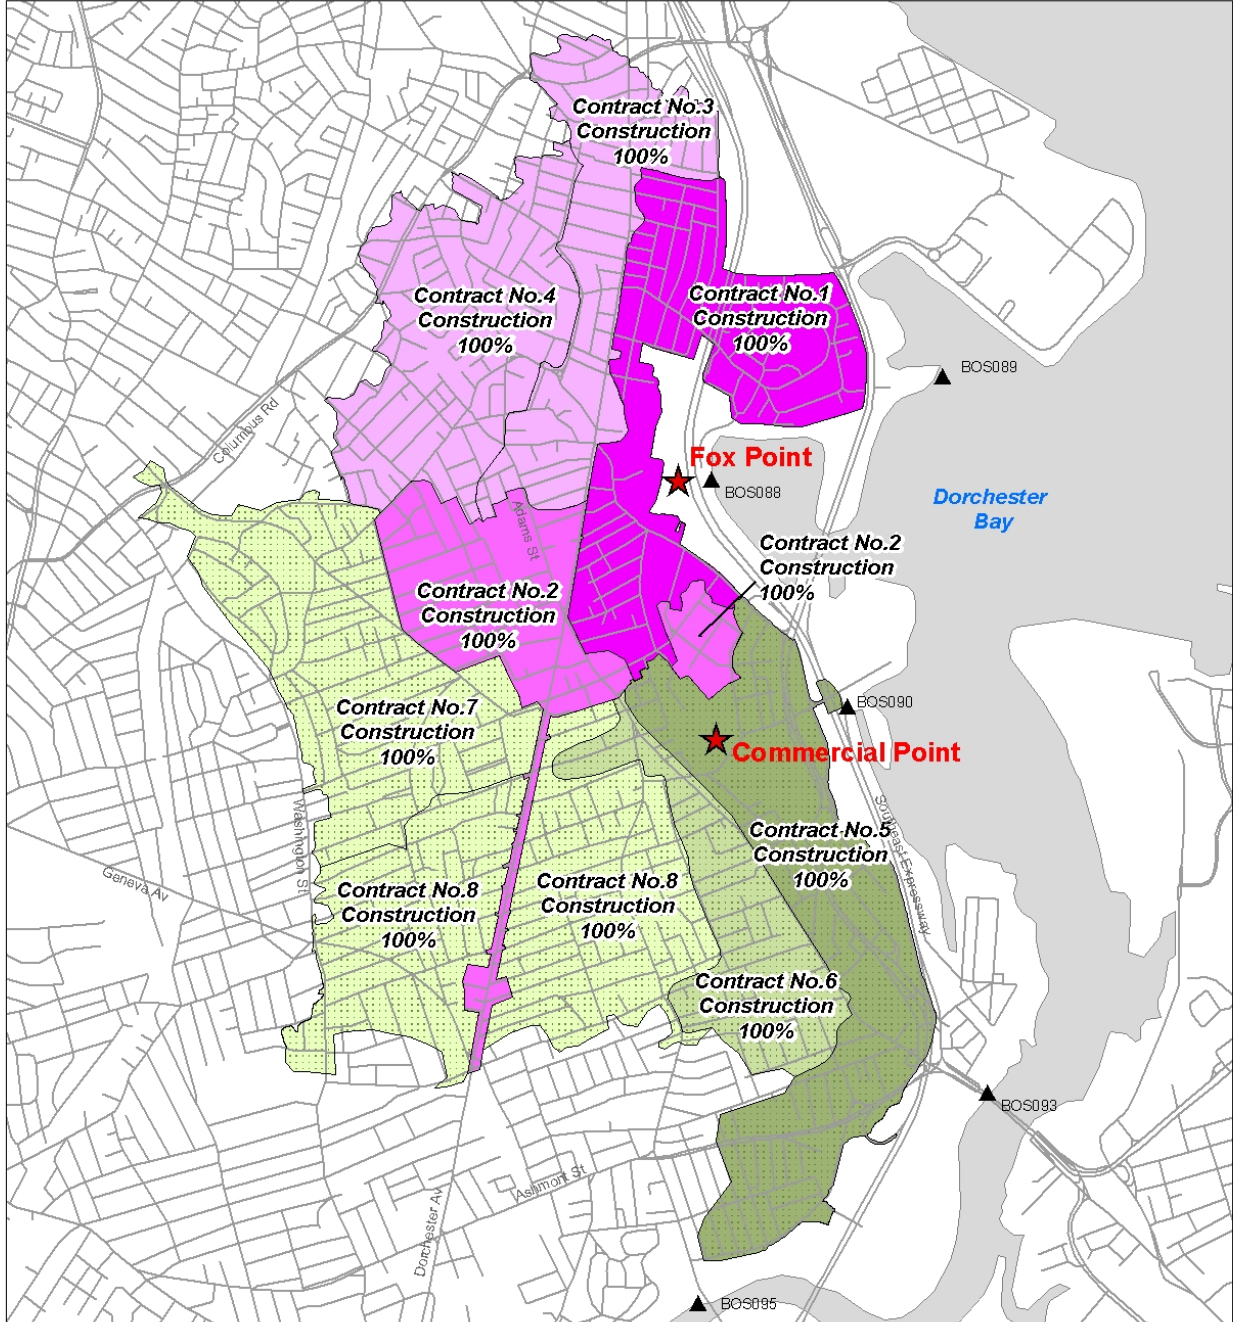 Contract No.3
Construction
100%
Contract No.4
Construction
100%
Contract No.1
Construction
100%
BOS089
Columbus Rd
Fox Point
BOS088
Dorchester
Bay
Adams St
Contract No.2
Construction
100%
Contract No.2
Construction
100%
Contract No.7
Construction
100%
BOS090
Commercial Point
Washington St
Southeast Expressway
Contract No.5
Construction
100%
Geneva Av
Contract No.8
Construction
100%
Contract No.8
Construction
100%
Contract No.6
Construction
100%
BOS093
Ashmont St
Dorchester Av
BOS095